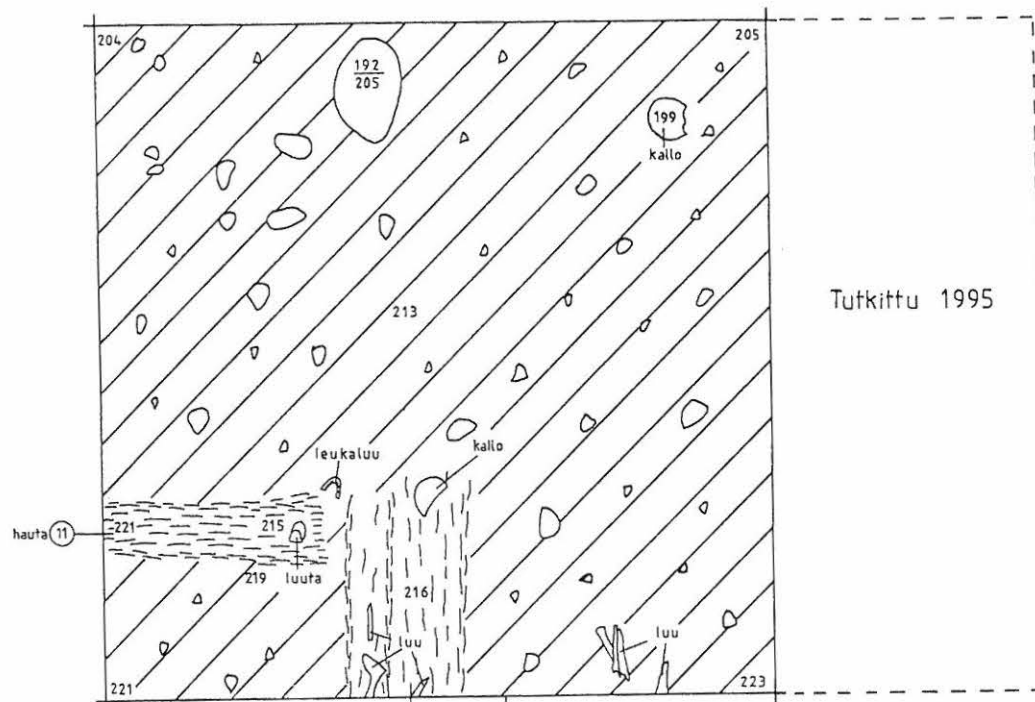 204
205
192
205
199
kallo
Tutkittu 1995
213
leukaluu
kallo
hauta 11
221
215
219
luuta
216
luu
luu
221
223